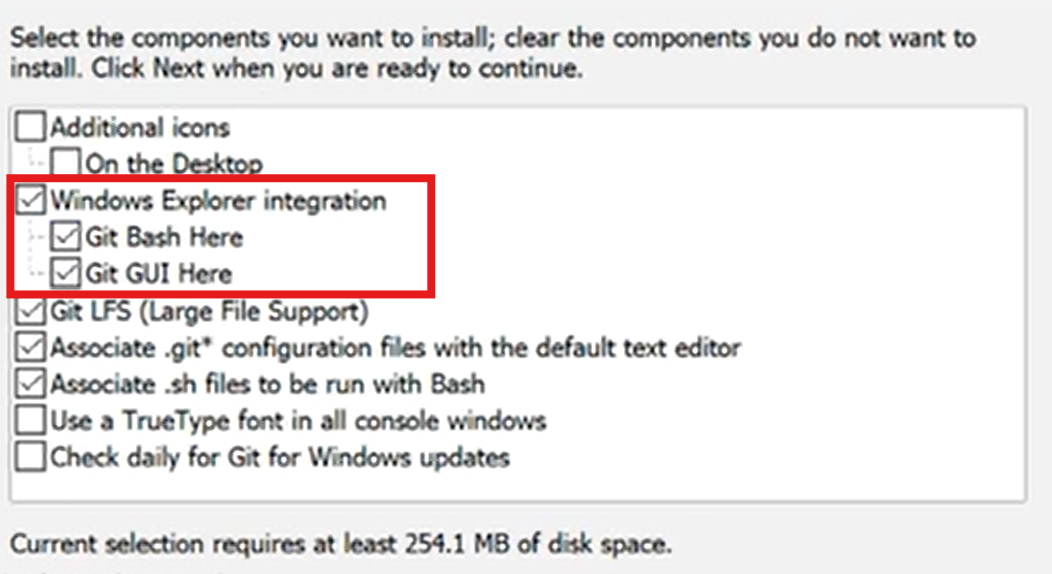 Select the components you want to install; clear the components you do not want to
install. Click Next when you are ready to continue.
Additional icons
On the Desktop
Windows Explorer integration
Git Bash Here
Git GUI Here
Git LFS (Large File Support)
Associate .git* configuration files with the default text editor
Associate .sh files to be run with Bash
Use a TrueType font in all console windows
Check daily for Git for Windows updates
Current selection requires at least 254.1 MB of disk space.